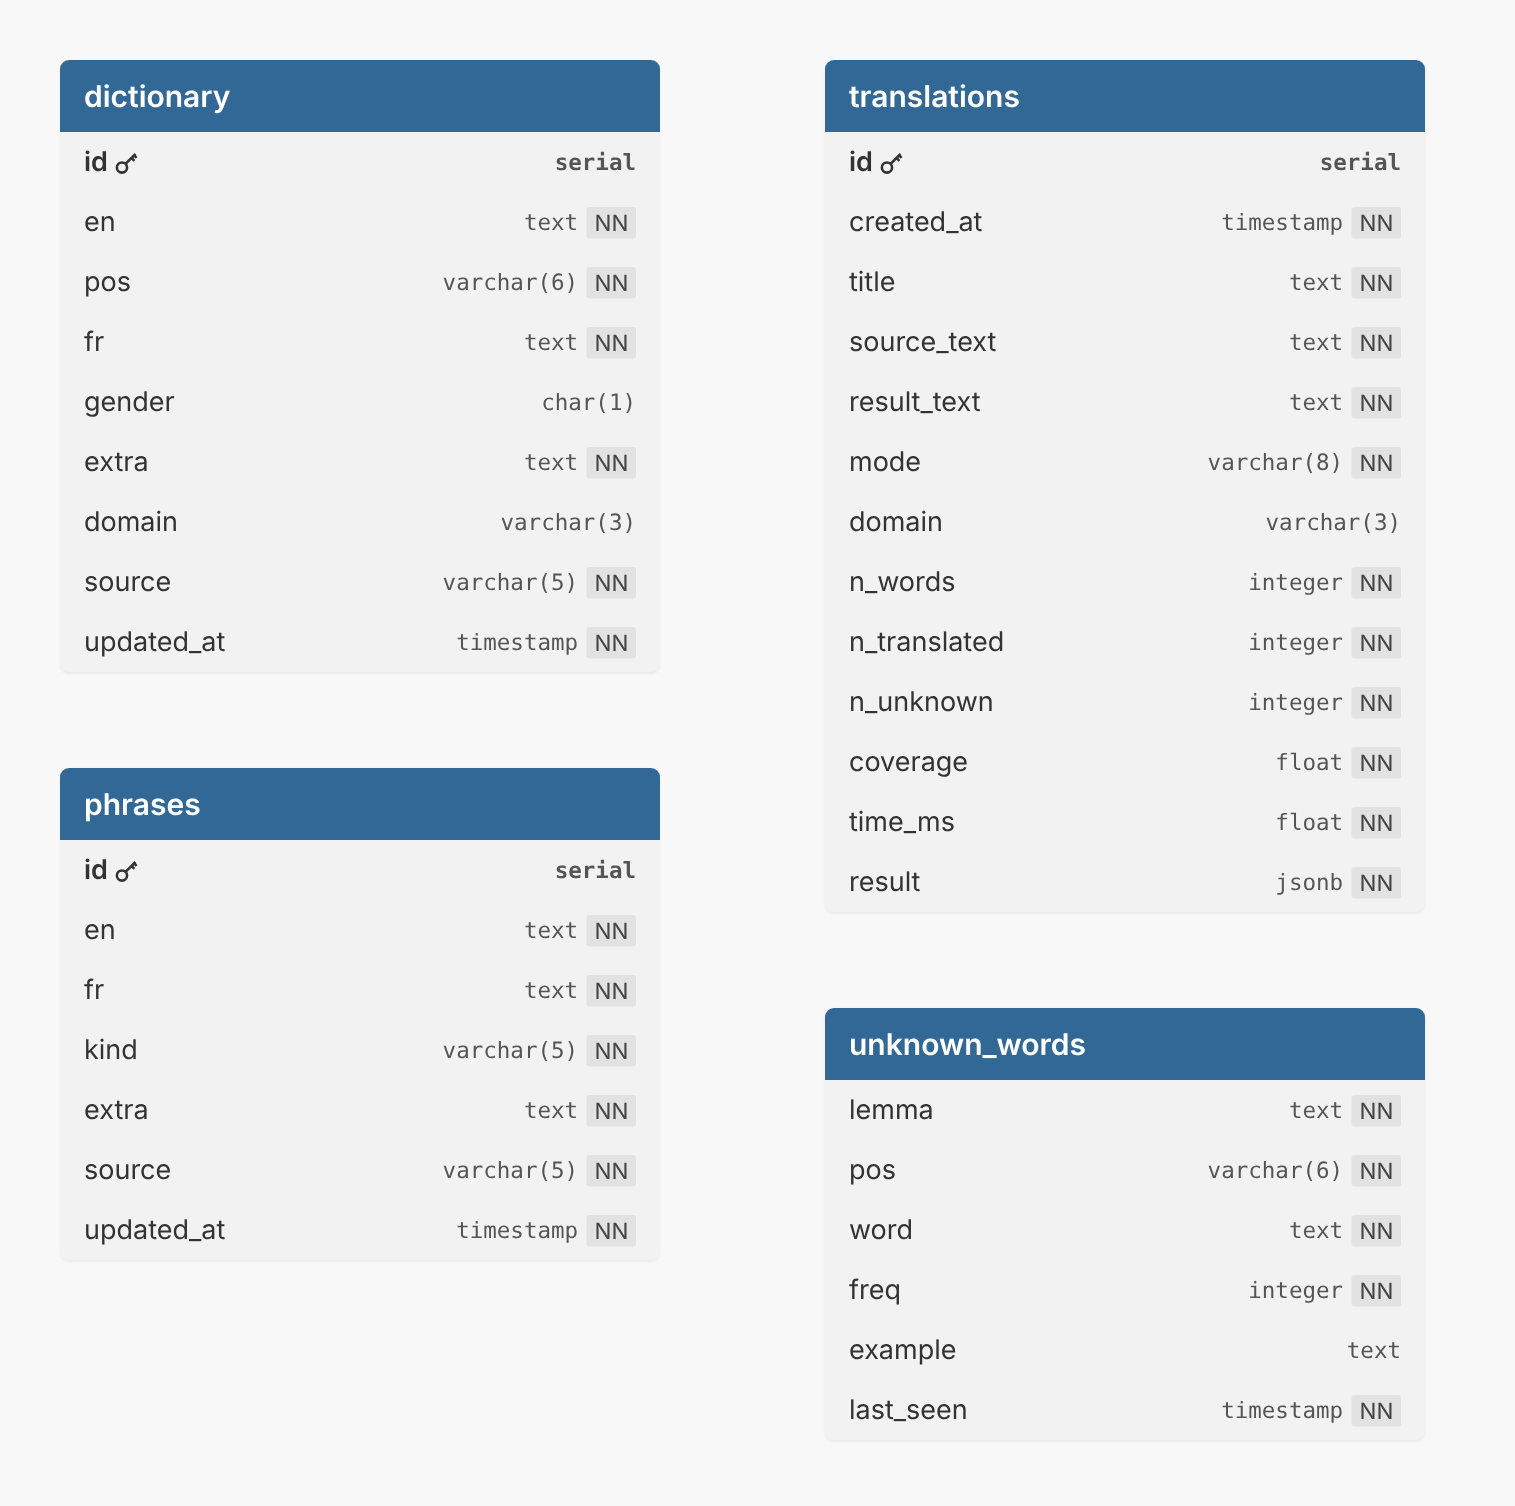 dictionary
id serial
en text NN
pos varchar(6) NN
fr text NN
gender char(1)
extra text NN
domain varchar(3)
source varchar(5) NN
updated_at timestamp NN
phrases
id serial
en text NN
fr text NN
kind varchar(5) NN
extra text NN
source varchar(5) NN
updated_at timestamp NN
translations
id serial
created_at timestamp NN
title text NN
source_text text NN
result_text text NN
mode varchar(8) NN
domain varchar(3)
n_words integer NN
n_translated integer NN
n_unknown integer NN
coverage float NN
time_ms float NN
result jsonb NN
unknown_words
lemma text NN
pos varchar(6) NN
word text NN
freq integer NN
example text
last_seen timestamp NN